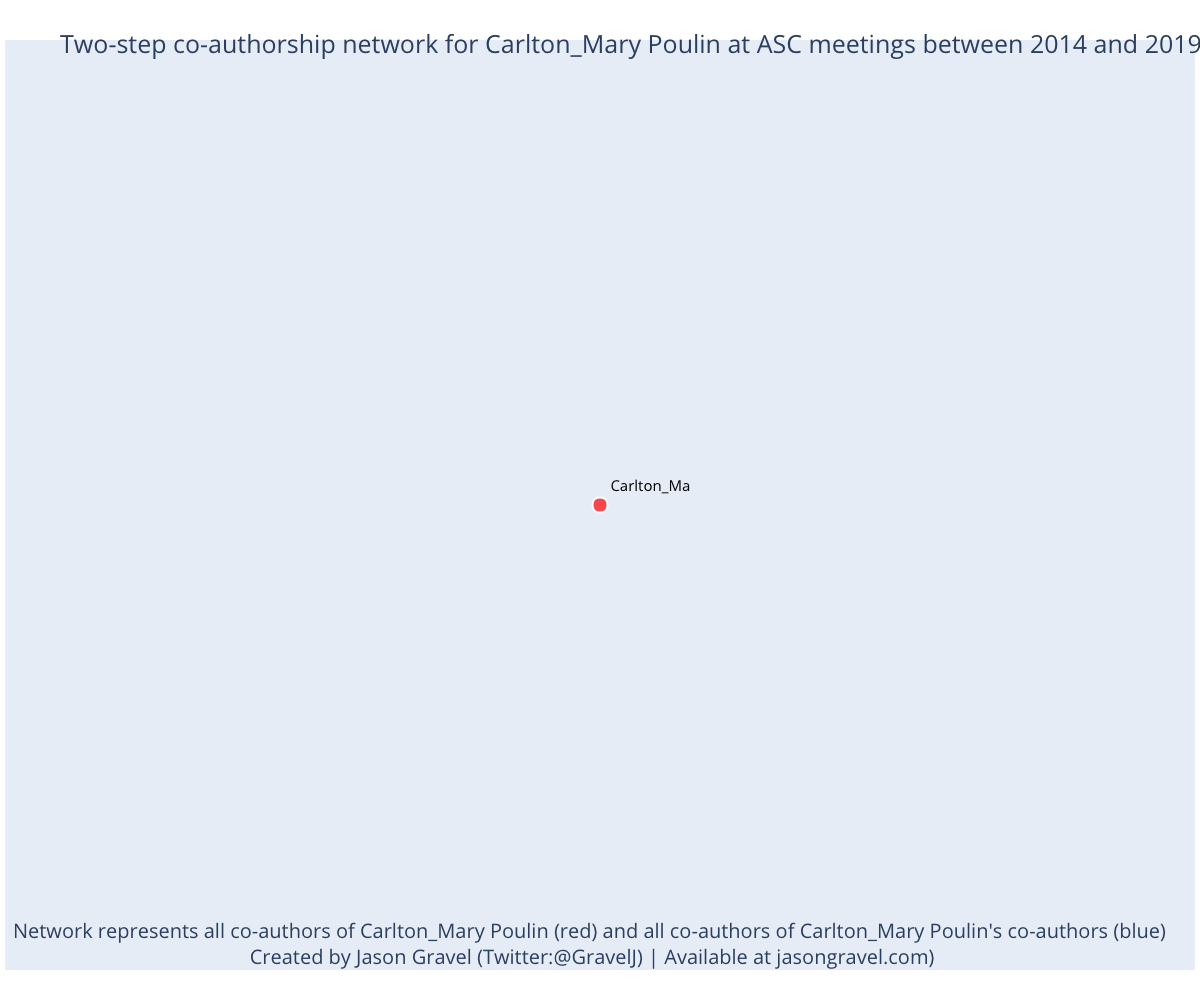 Two-step co-authorship network for Carlton_Mary Poulin at ASC meetings between 2014 and 2019
Carlton_Ma
Network represents all co-authors of Carlton_Mary Poulin (red) and all co-authors of Carlton_Mary Poulin's co-authors (blue)
Created by Jason Gravel (Twitter:@GravelJ) | Available at jasongravel.com)